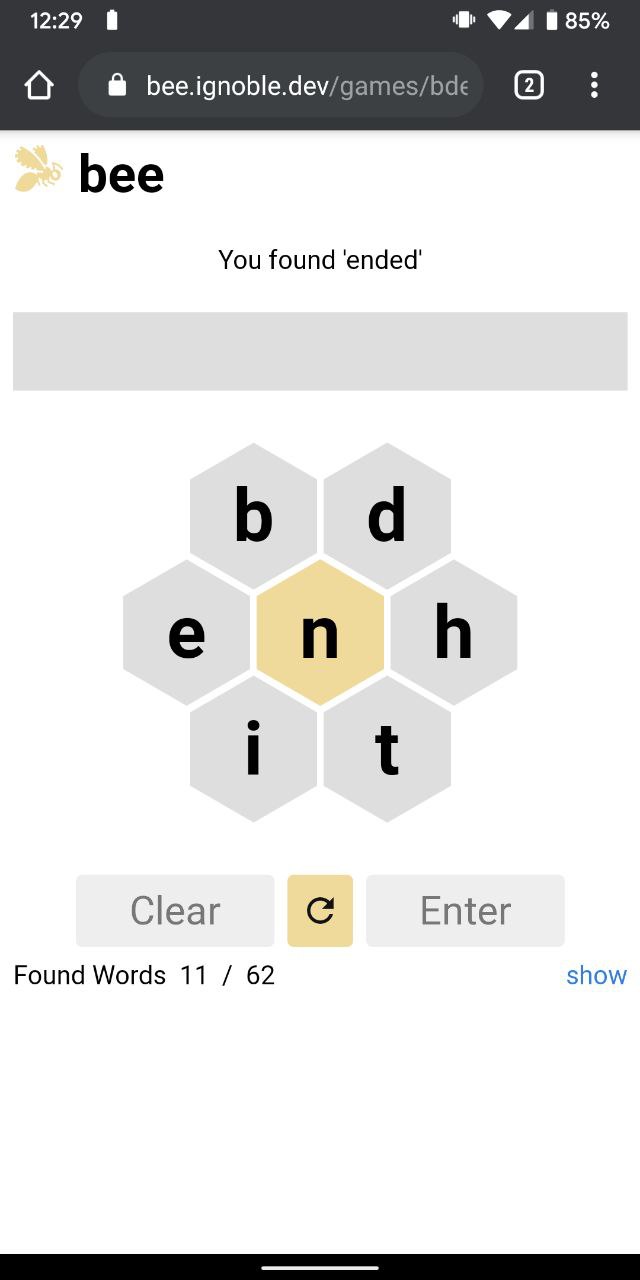 12:29 85%
bee.ignoble.dev/games/bde 2
bee
You found 'ended'
b d
e n h
i t
Clear Enter
Found Words 11 / 62 show